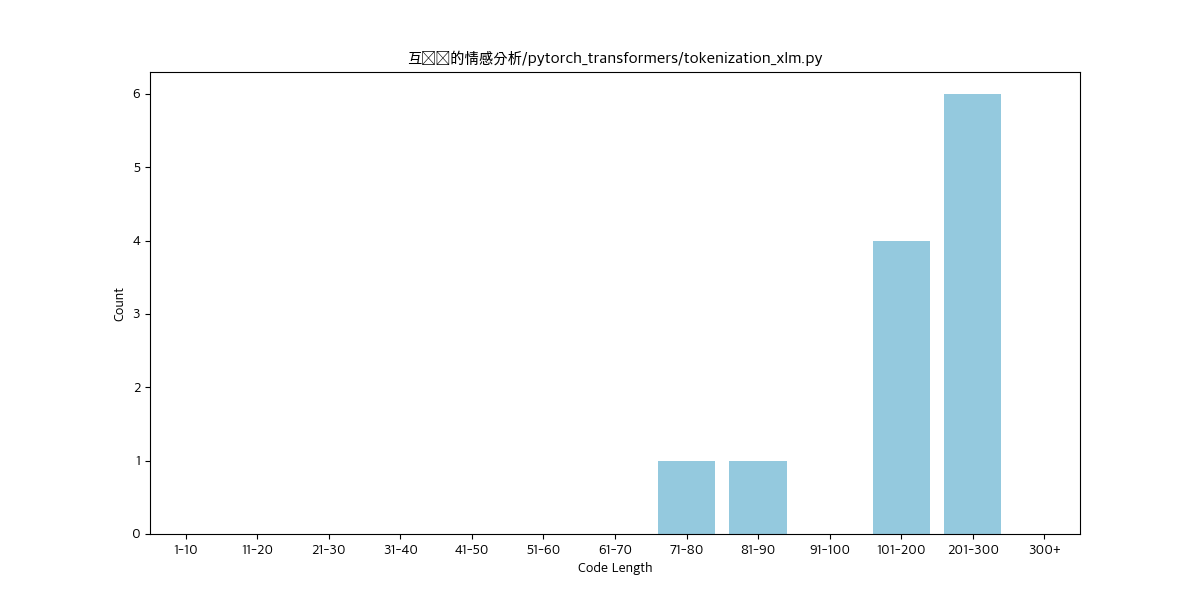 互的情感分析/pytorch_transformers/tokenization_xlm.py
6
5
4
3
2
1
0
Count
1-10 11-20 21-30 31-40 41-50 51-60 61-70 71-80 81-90 91-100 101-200 201-300 300+
Code Length